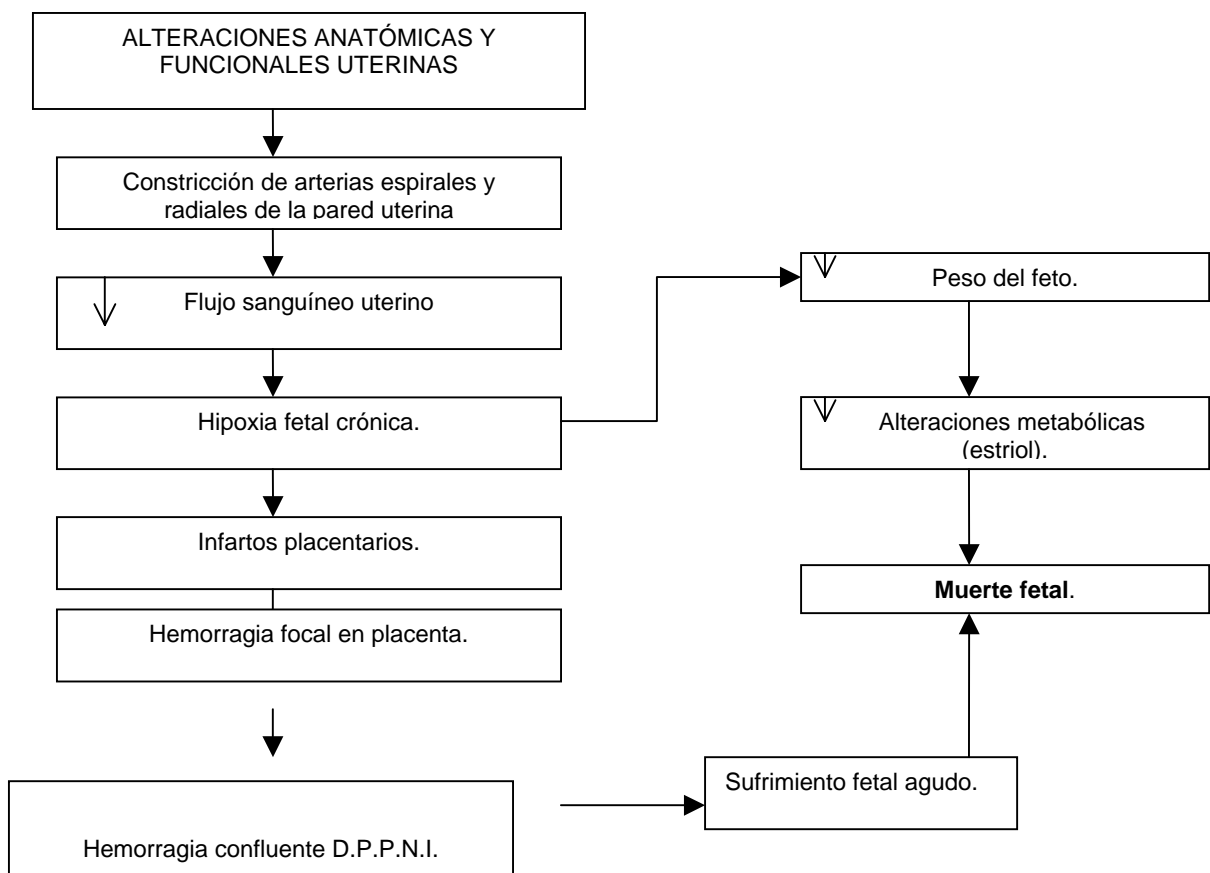 ALTERACIONES ANATÓMICAS Y
FUNCIONALES UTERINAS
Constricción de arterias espirales y
radiales de la pared uterina
Flujo sanguíneo uterino
Hipoxia fetal crónica.
Infartos placentarios.
Hemorragia focal en placenta.
Hemorragia confluente D.P.P.N.I.
Peso del feto.
Alteraciones metabólicas
(estriol).
Muerte fetal.
Sufrimiento fetal agudo.